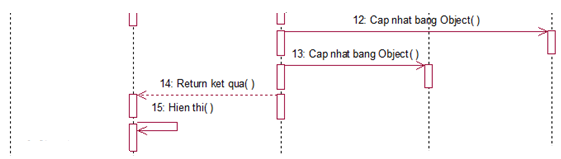 12: Cap nhat bang Object( )
13: Cap nhat bang Object( )
14: Return ket qua( )
15: Hien thi( )